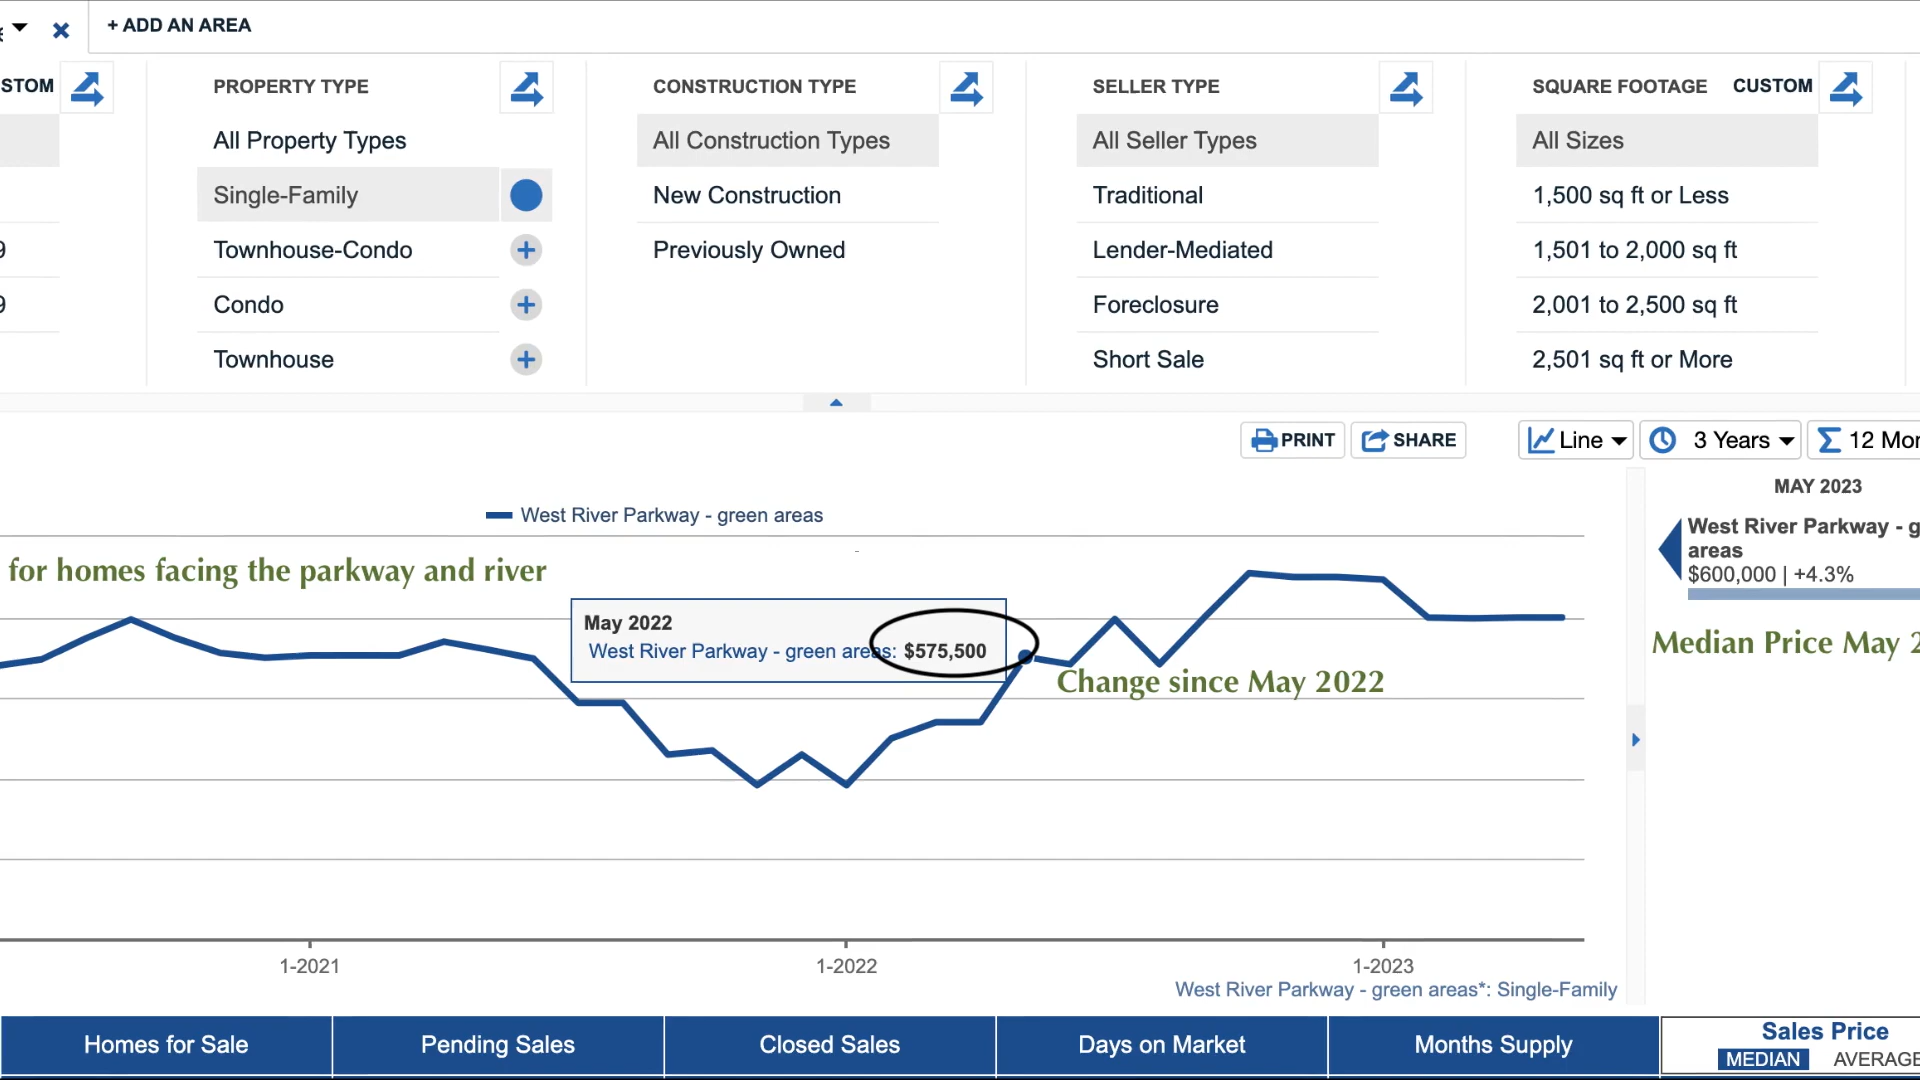 + ADD AN AREA
STOM
PROPERTY TYPE
CONSTRUCTION TYPE
SELLER TYPE
SQUARE FOOTAGE CUSTOM
All Property Types
All Construction Types
All Seller Types
All Sizes
Single-Family
New Construction
Traditional
1,500 sq ft or Less
9
Townhouse-Condo
Previously Owned
Lender-Mediated
1,501 to 2,000 sq ft
9
Condo
Foreclosure
2,001 to 2,500 sq ft
Townhouse
Short Sale
2,501 sq ft or More
PRINT
SHARE
Line
3 Years
12 Mor
MAY 2023
West River Parkway - green areas
West River Parkway - g
areas
$600,000 | +4.3%
for homes facing the parkway and river
May 2022
West River Parkway - green areas: $575,500
Median Price May 2
Change since May 2022
1-2021
1-2022
1-2023
West River Parkway - green areas*: Single-Family
Homes for Sale
Pending Sales
Closed Sales
Days on Market
Months Supply
Sales Price
MEDIAN AVERAGE